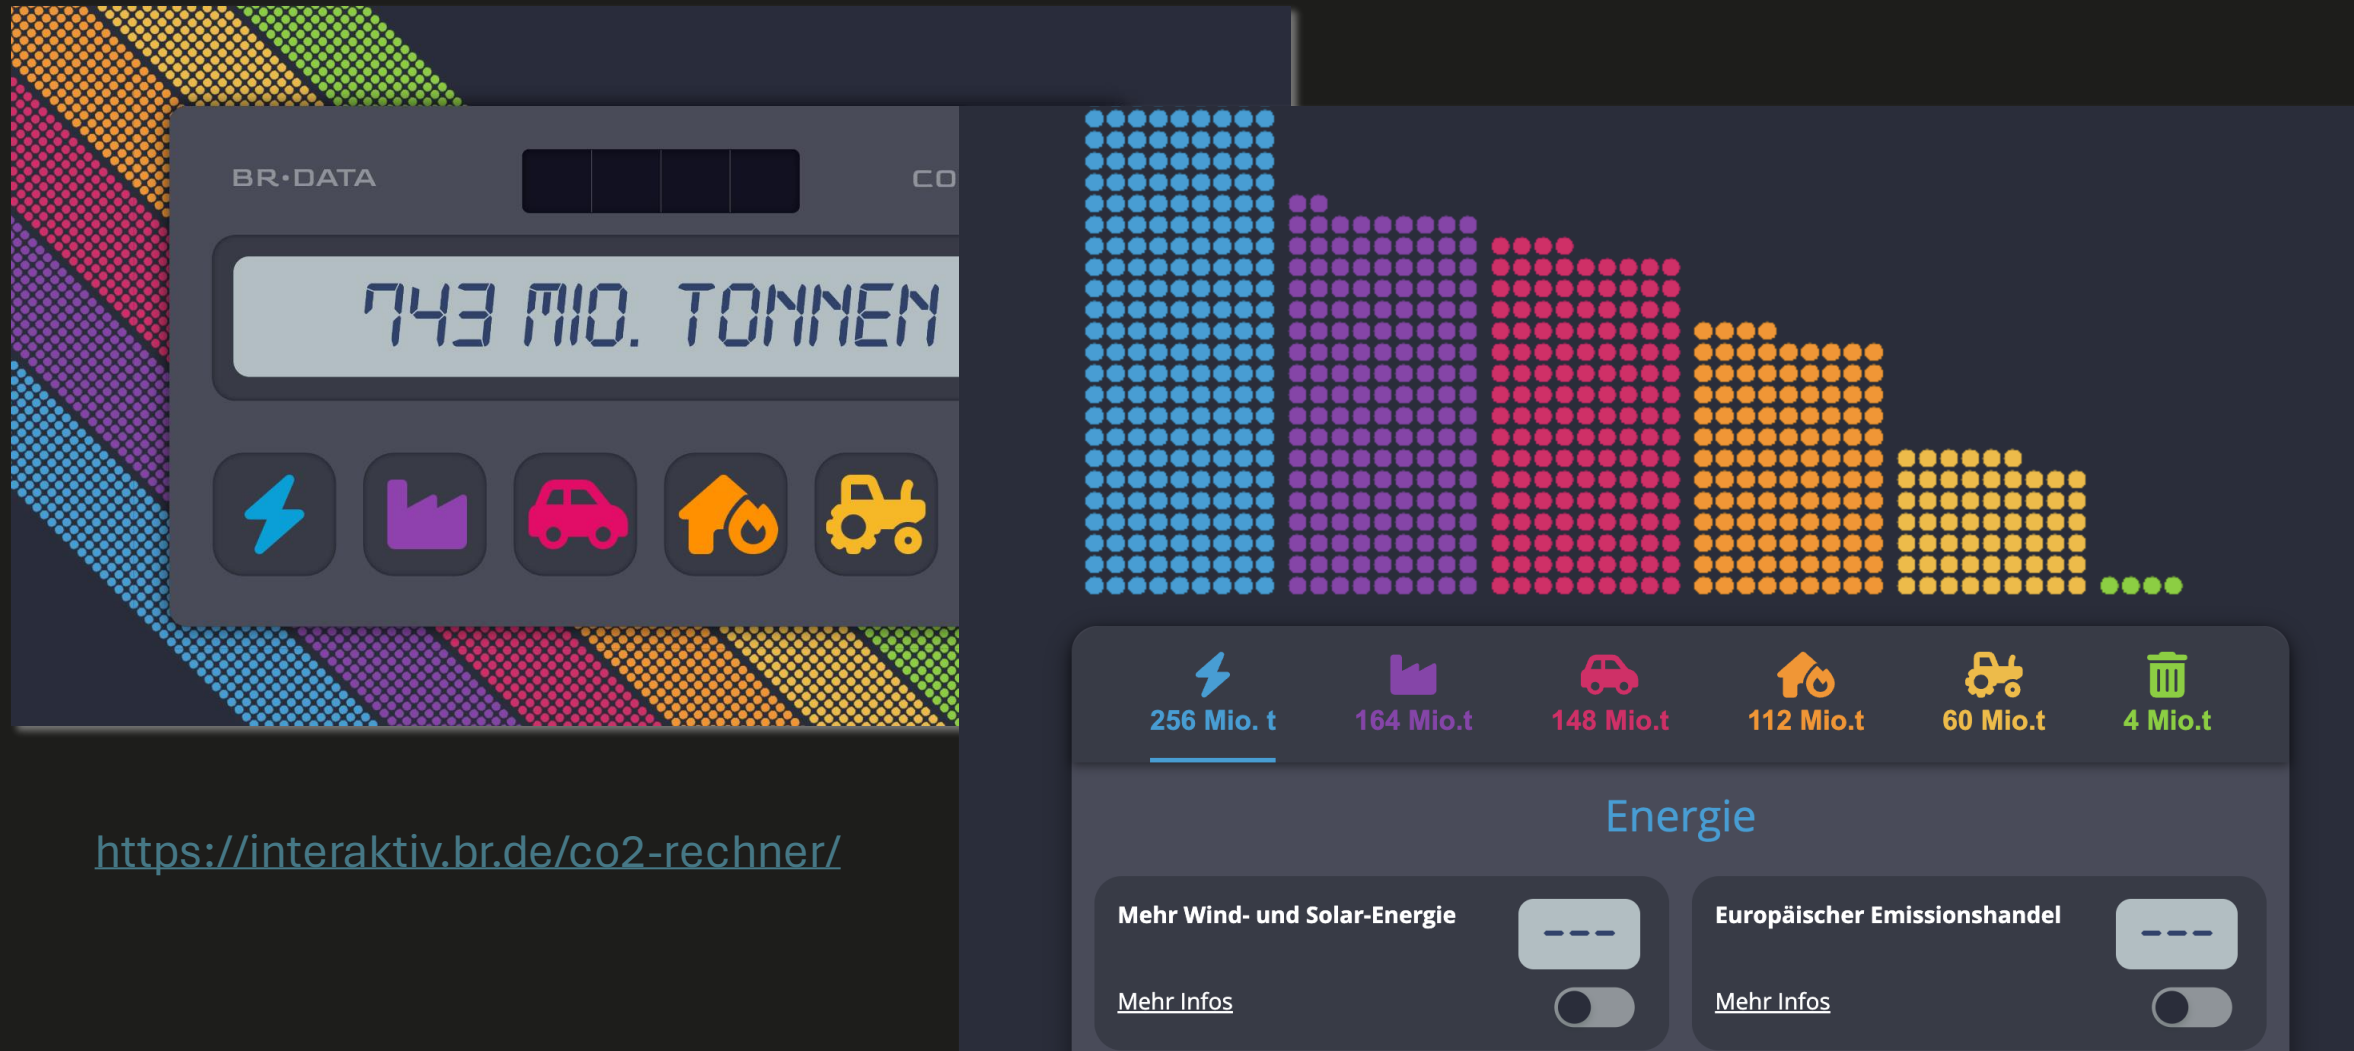 BR•DATA
CO
743 MIO. TONNEN
256 Mio. t
164 Mio.t
148 Mio.t
112 Mio.t
60 Mio.t
4 Mio.t
Energie
Mehr Wind- und Solar-Energie
---
Mehr Infos
Europäischer Emissionshandel
---
Mehr Infos
https://interaktiv.br.de/co2-rechner/